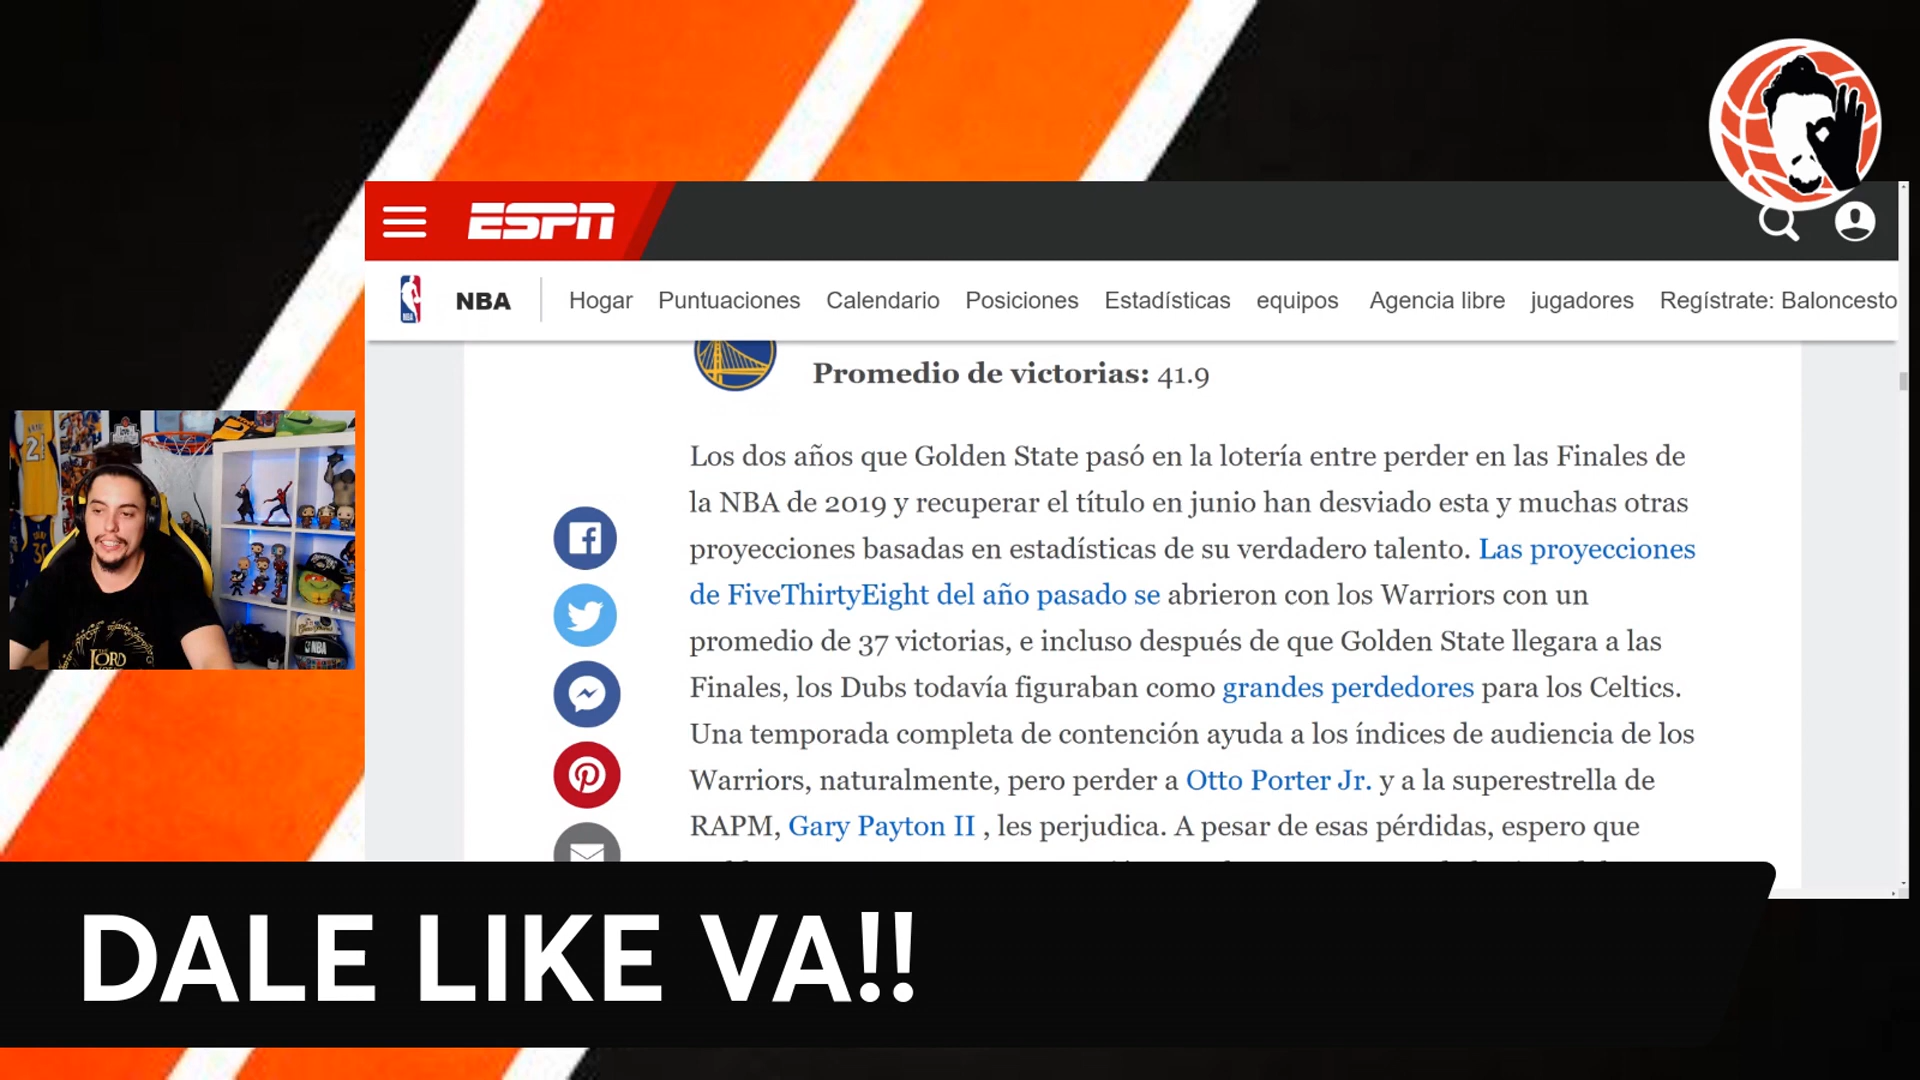 ESPN
NBA
Hogar
Puntuaciones
Calendario
Posiciones
Estadísticas
equipos
Agencia libre
jugadores
Regístrate: Baloncesto
Promedio de victorias: 41.9
Los dos años que Golden State pasó en la lotería entre perder en las Finales de
la NBA de 2019 y recuperar el título en junio han desviado esta y muchas otras
proyecciones basadas en estadísticas de su verdadero talento. Las proyecciones
de FiveThirtyEight del año pasado se abrieron con los Warriors con un
promedio de 37 victorias, e incluso después de que Golden State llegara a las
Finales, los Dubs todavía figuraban como grandes perdedores para los Celtics.
Una temporada completa de contención ayuda a los índices de audiencia de los
Warriors, naturalmente, pero perder a Otto Porter Jr. y a la superestrella de
RAPM, Gary Payton II , les perjudica. A pesar de esas pérdidas, espero que
THE
LORD
NBA
DALE LIKE VA!!